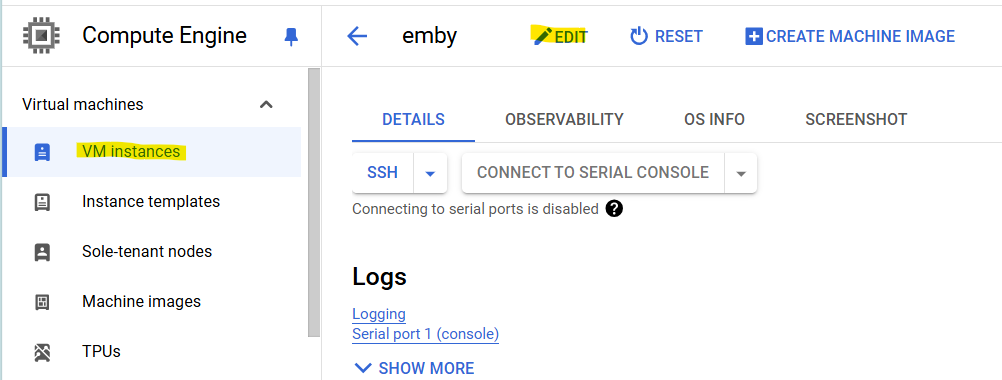 Compute Engine
emby
EDIT
RESET
CREATE MACHINE IMAGE
Virtual machines
VM instances
Instance templates
Sole-tenant nodes
Machine images
TPUs
DETAILS
OBSERVABILITY
OS INFO
SCREENSHOT
SSH
CONNECT TO SERIAL CONSOLE
Connecting to serial ports is disabled ?
Logs
Logging
Serial port 1 (console)
SHOW MORE